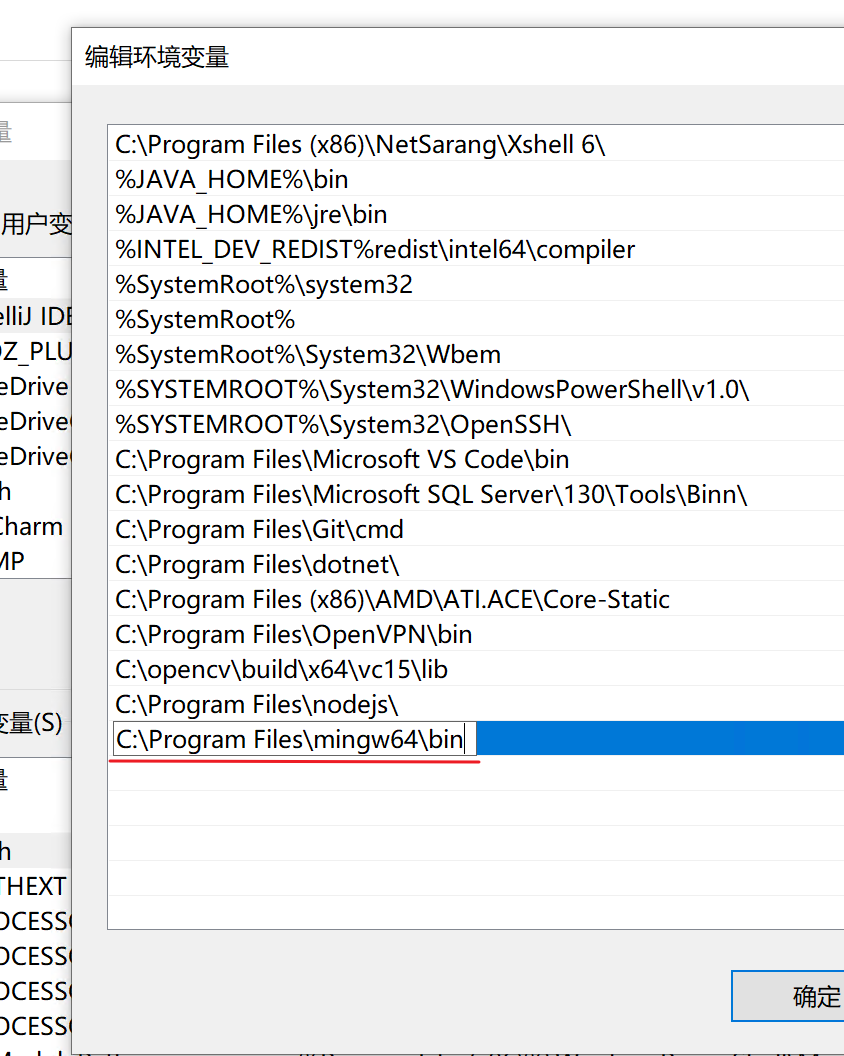 编辑环境变量
量
用户变
量
elliJ IDE
OZ_PLU
eDrive
eDrive
eDrive
h
Charm
MP
变量(S)
量
h
THEXT
OCESSO
OCESSO
OCESSO
OCESSO
C:\Program Files (x86)\NetSarang\Xshell 6\
%JAVA_HOME%\bin
%JAVA_HOME%\jre\bin
%INTEL_DEV_REDIST%redist\intel64\compiler
%SystemRoot%\system32
%SystemRoot%
%SystemRoot%\System32\Wbem
%SYSTEMROOT%\System32\WindowsPowerShell\v1.0\
%SYSTEMROOT%\System32\OpenSSH\
C:\Program Files\Microsoft VS Code\bin
C:\Program Files\Microsoft SQL Server\130\Tools\Binn\
C:\Program Files\Git\cmd
C:\Program Files\dotnet\
C:\Program Files (x86)\AMD\ATI.ACE\Core-Static
C:\Program Files\OpenVPN\bin
C:\opencv\build\x64\vc15\lib
C:\Program Files\nodejs\
C:\Program Files\mingw64\bin
确定